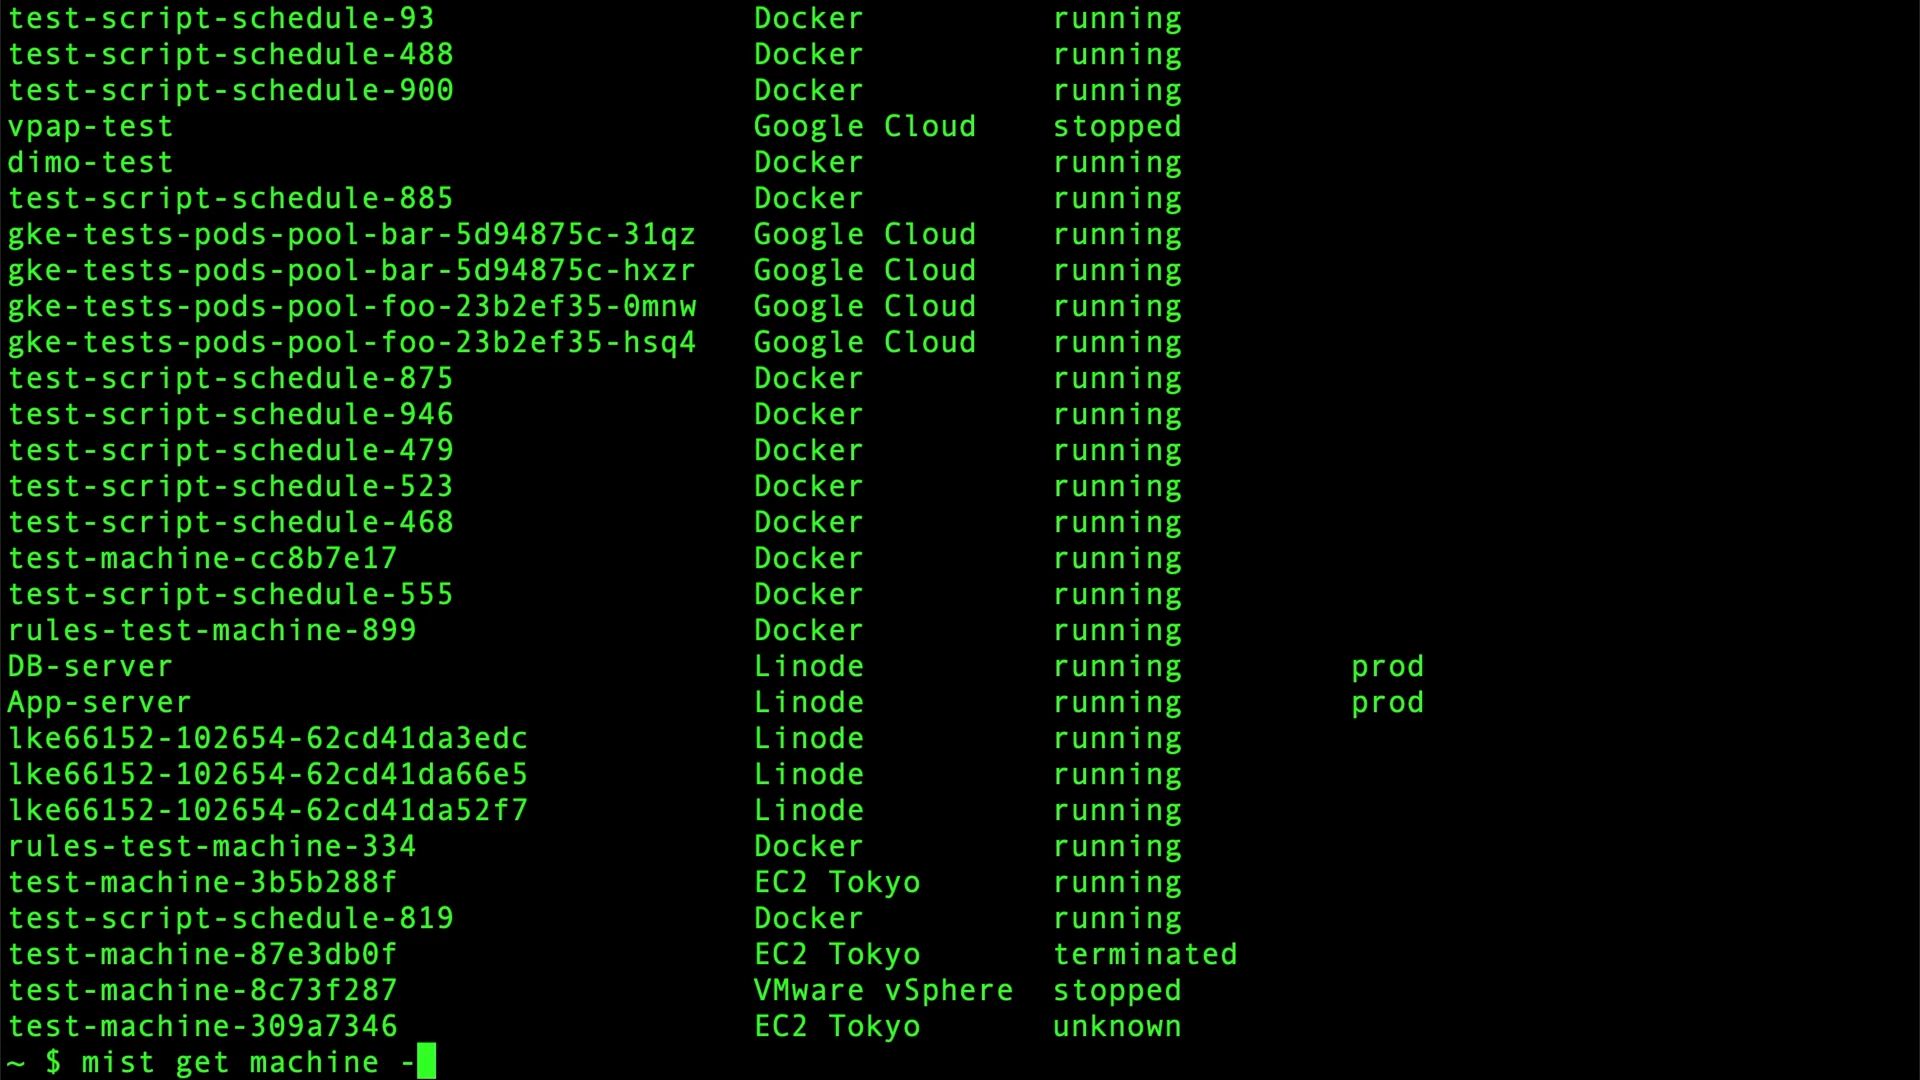 test-script-schedule-93 Docker running
test-script-schedule-488 Docker running
test-script-schedule-900 Docker running
vpap-test Google Cloud stopped
dimo-test Docker running
test-script-schedule-885 Docker running
gke-tests-pods-pool-bar-5d94875c-31qz Google Cloud running
gke-tests-pods-pool-bar-5d94875c-hxzr Google Cloud running
gke-tests-pods-pool-foo-23b2ef35-0mnw Google Cloud running
gke-tests-pods-pool-foo-23b2ef35-hsq4 Google Cloud running
test-script-schedule-875 Docker running
test-script-schedule-946 Docker running
test-script-schedule-479 Docker running
test-script-schedule-523 Docker running
test-script-schedule-468 Docker running
test-machine-cc8b7e17 Docker running
test-script-schedule-555 Docker running
rules-test-machine-899 Docker running
DB-server Linode running prod
App-server Linode running prod
lke66152-102654-62cd41da3edc Linode running
lke66152-102654-62cd41da66e5 Linode running
lke66152-102654-62cd41da52f7 Linode running
rules-test-machine-334 Docker running
test-machine-3b5b288f EC2 Tokyo running
test-script-schedule-819 Docker running
test-machine-87e3db0f EC2 Tokyo terminated
test-machine-8c73f287 VMware vSphere stopped
test-machine-309a7346 EC2 Tokyo unknown
~ $ mist get machine -